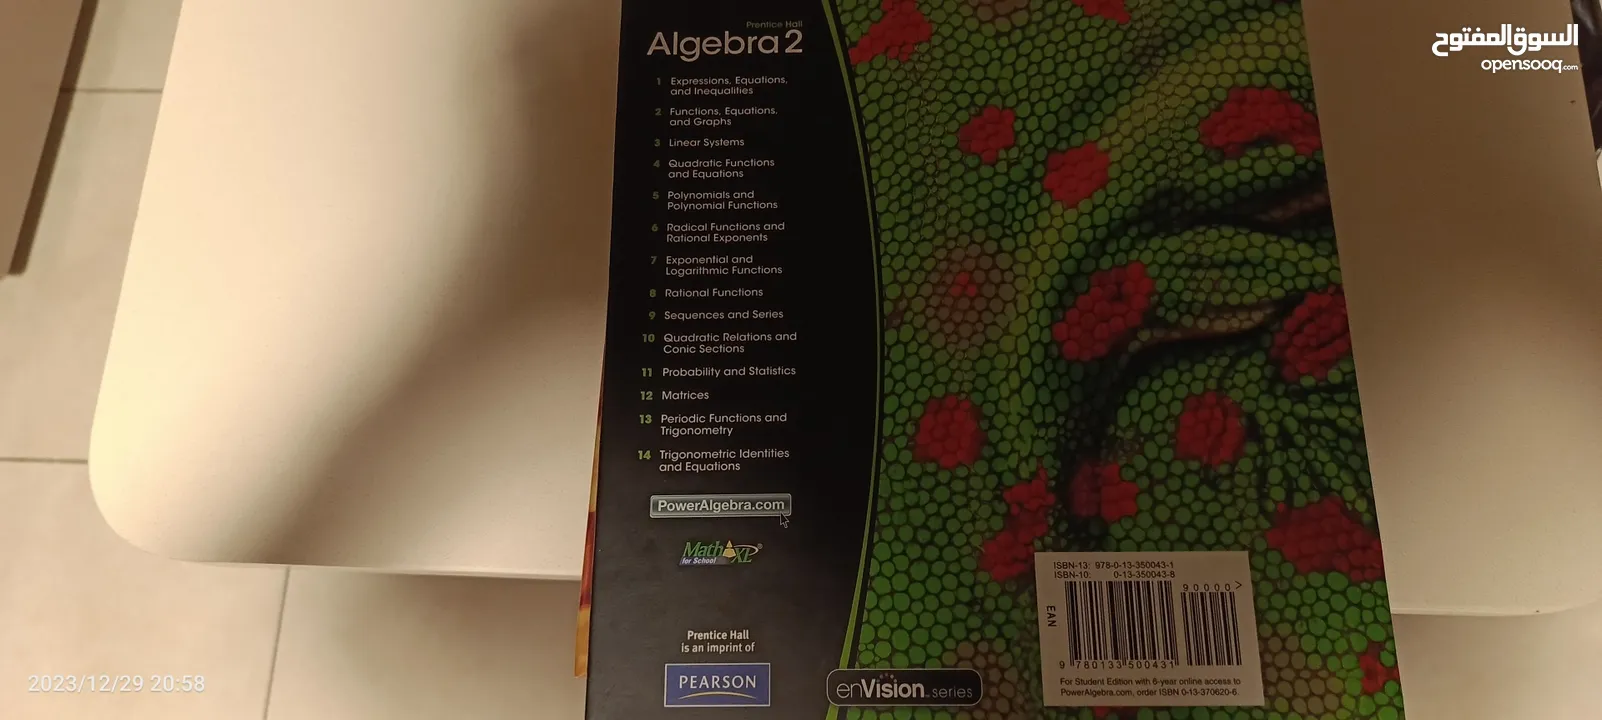 Prentice Hall
Algebra 2
1 Expressions, Equations,
and Inequalities
2 Functions, Equations,
and Graphs
3 Linear Systems
4 Quadratic Functions
and Equations
5 Polynomials and
Polynomial Functions
6 Radical Functions and
Rational Exponents
7 Exponential and
Logarithmic Functions
8 Rational Functions
9 Sequences and Series
10 Quadratic Relations and
Conic Sections
11 Probability and Statistics
12 Matrices
13 Periodic Functions and
Trigonometry
14 Trigonometric Identities
and Equations
PowerAlgebra.com
Math XL®
for School
Prentice Hall
is an imprint of
PEARSON
enVision™ series
ISBN-13: 978-0-13-350043-1
ISBN-10: 0-13-350043-8
90000>
EAN
9 780133 500431
For Student Edition with 6-year online access to
PowerAlgebra.com, order ISBN 0-13-370620-6.
السوق المفتوح
opensooq.com
2023/12/29 20:58